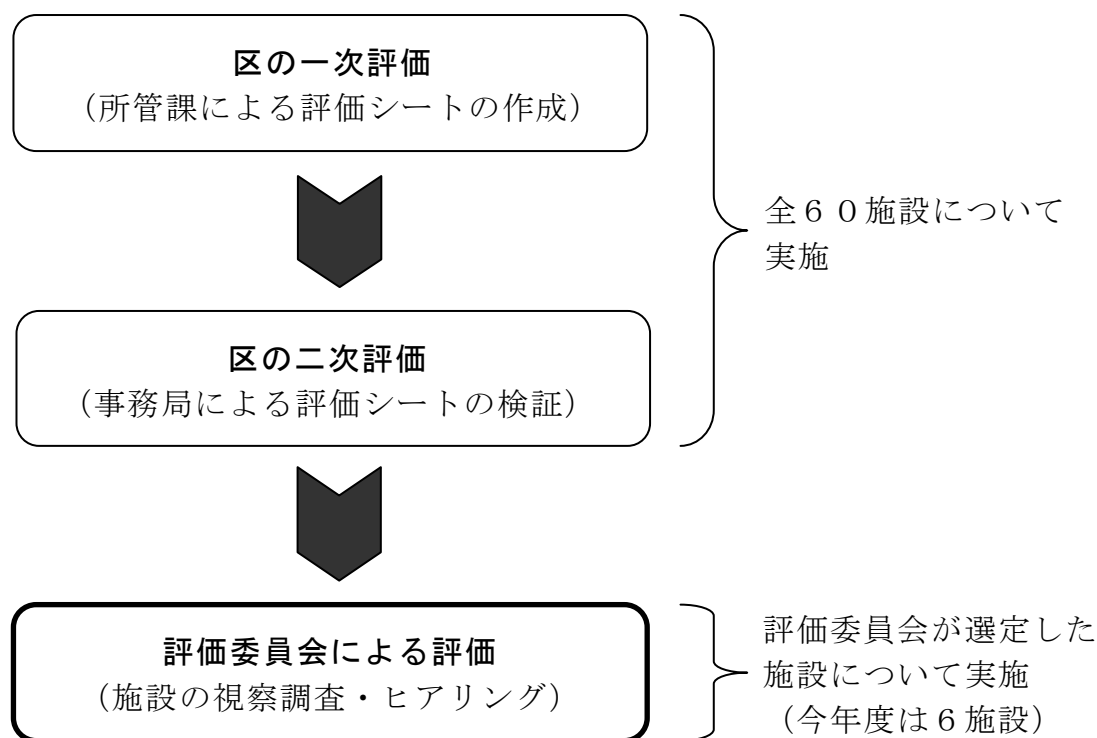 区の一次評価
（所管課による評価シートの作成）
全６０施設について
実施
区の二次評価
（事務局による評価シートの検証）
評価委員会による評価
（施設の視察調査・ヒアリング）
評価委員会が選定した
施設について実施
（今年度は６施設）